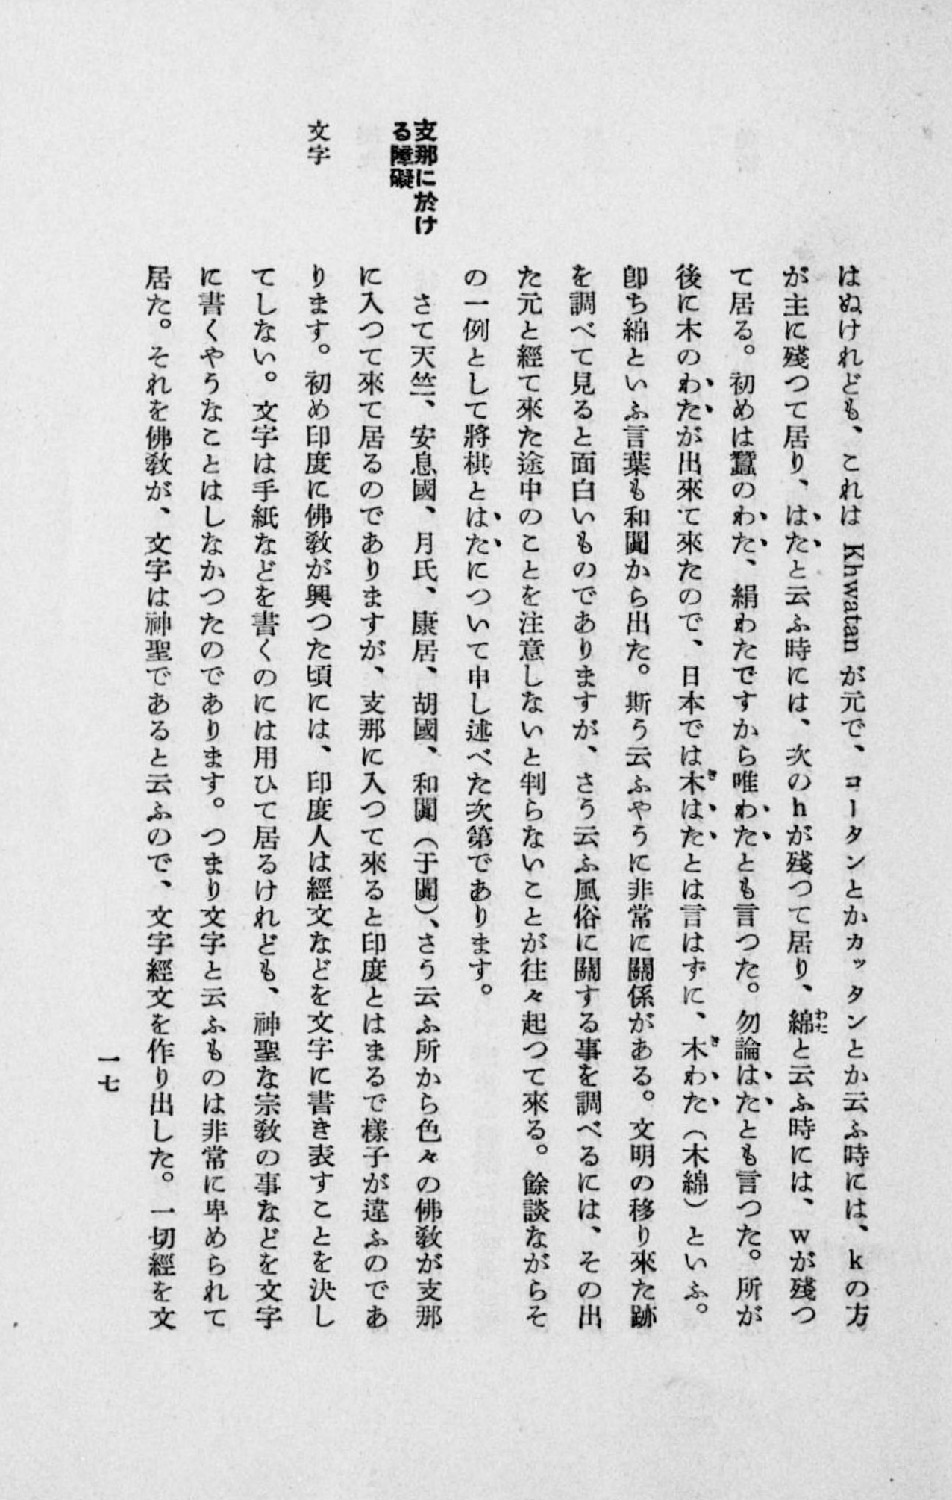 はぬけれども、これは Khwatan が元で、コータンとかカッタンとか云ふ時には、kの方
が主に殘つて居り、はたと云ふ時には、次のhが殘つて居り、綿と云ふ時には、wが殘つ
て居る。初めは蠶のわた、絹わたですから唯わたとも言つた。勿論はたとも言つた。所が
後に木のわたが出來て來たので、日本では木はたとは言はずに、木わた（木綿）といふ。
卽ち綿といふ言葉も和闐から出た。斯う云ふやうに非常に關係がある。文明の移り來た跡
を調べて見ると面白いものでありますが、さう云ふ風俗に關する事を調べるには、その出
た元と經て來た途中のことを注意しないと判らないことが往々起つて來る。餘談ながらそ
の一例として將棋とはたについて申し述べた次第であります。
支那に於け
る障礙
さて天竺、安息國、月氏、康居、胡國、和闐（于闐）、さう云ふ所から色々の佛敎が支那
に入つて來て居るのでありますが、支那に入つて來ると印度とはまるで樣子が違ふのであ
文字
ります。初め印度に佛敎が興つた頃には、印度人は經文などを文字に書き表すことを決し
てしない。文字は手紙などを書くのには用ひて居るけれども、神聖な宗敎の事などを文字
に書くやうなことはしなかつたのであります。つまり文字と云ふものは非常に卑められて
居た。それを佛敎が、文字は神聖であると云ふので、文字經文を作り出した。一切經を文
一七